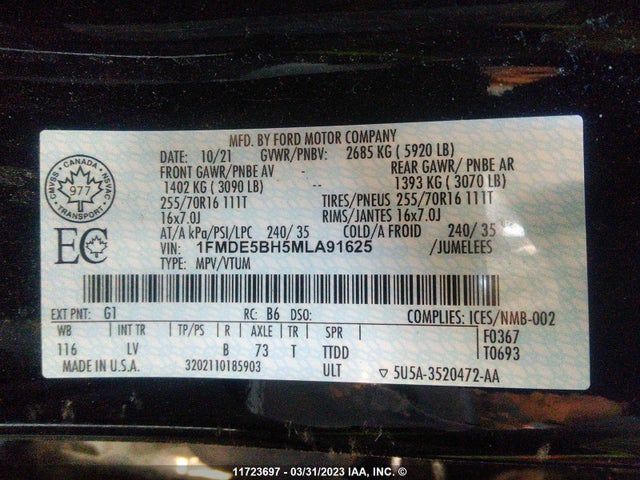 MFD. BY FORD MOTOR COMPANY
DATE: 10/21 GVWR/PNBV: 2685 KG ( 5920 LB)
FRONT GAWR/PNBE AV - REAR GAWR/ PNBE AR
1402 KG ( 3090 LB) -- 1393 KG ( 3070 LB)
255/70R16 111T TIRES/PNEUS 255/70R16 111T
16x7.0J RIMS/JANTES 16x7.0J
AT/A kPa/PSI/LPC 240/ 35 COLD/A FROID 240/ 35
VIN: 1FMDE5BH5MLA91625 /JUMELEES
TYPE: MPV/VTUM
CMVSS · CANADA · NSVAC · TRANSPORT
977
EC
EXT PNT: G1 RC: B6 DSO: COMPLIES: ICES/NMB-002
WB INT TR TP/PS R AXLE TR SPR F0367
116 LV B 73 T TTDD T0693
MADE IN U.S.A. 3202110185903 ULT ▽ 5U5A-3520472-AA
11723697 - 03/31/2023 IAA, INC. ©